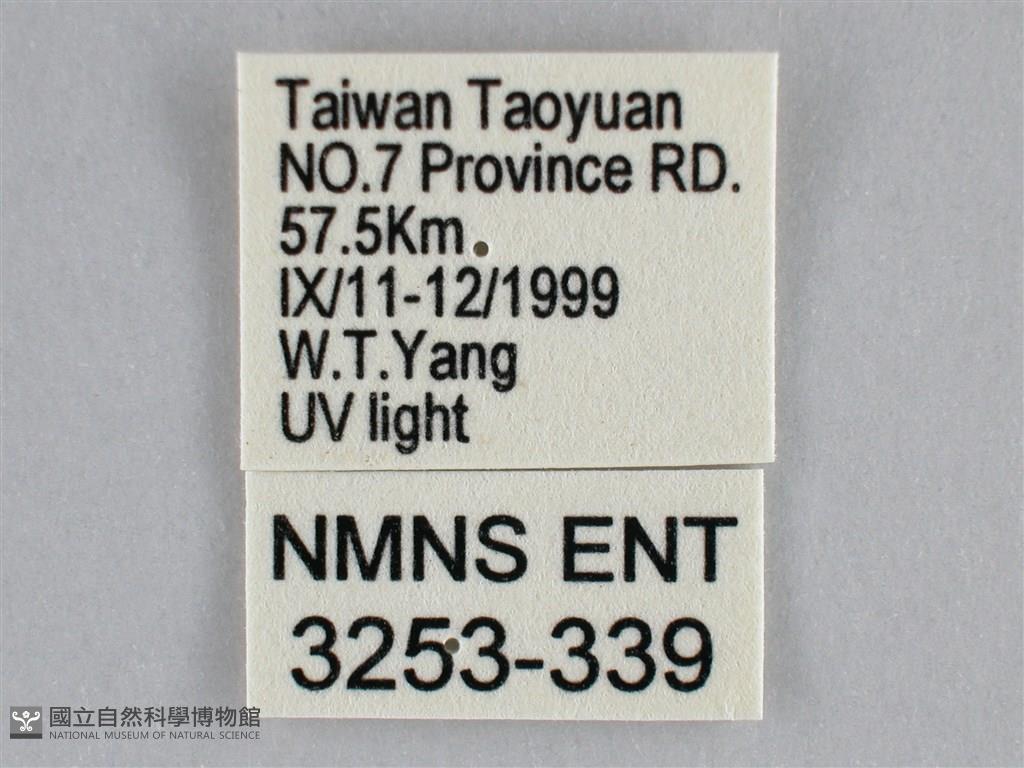 Taiwan Taoyuan
NO.7 Province RD.
57.5Km.
IX/11-12/1999
W.T.Yang
UV light
NMNS ENT
3253-339
國立自然科學博物館
NATIONAL MUSEUM OF NATURAL SCIENCE